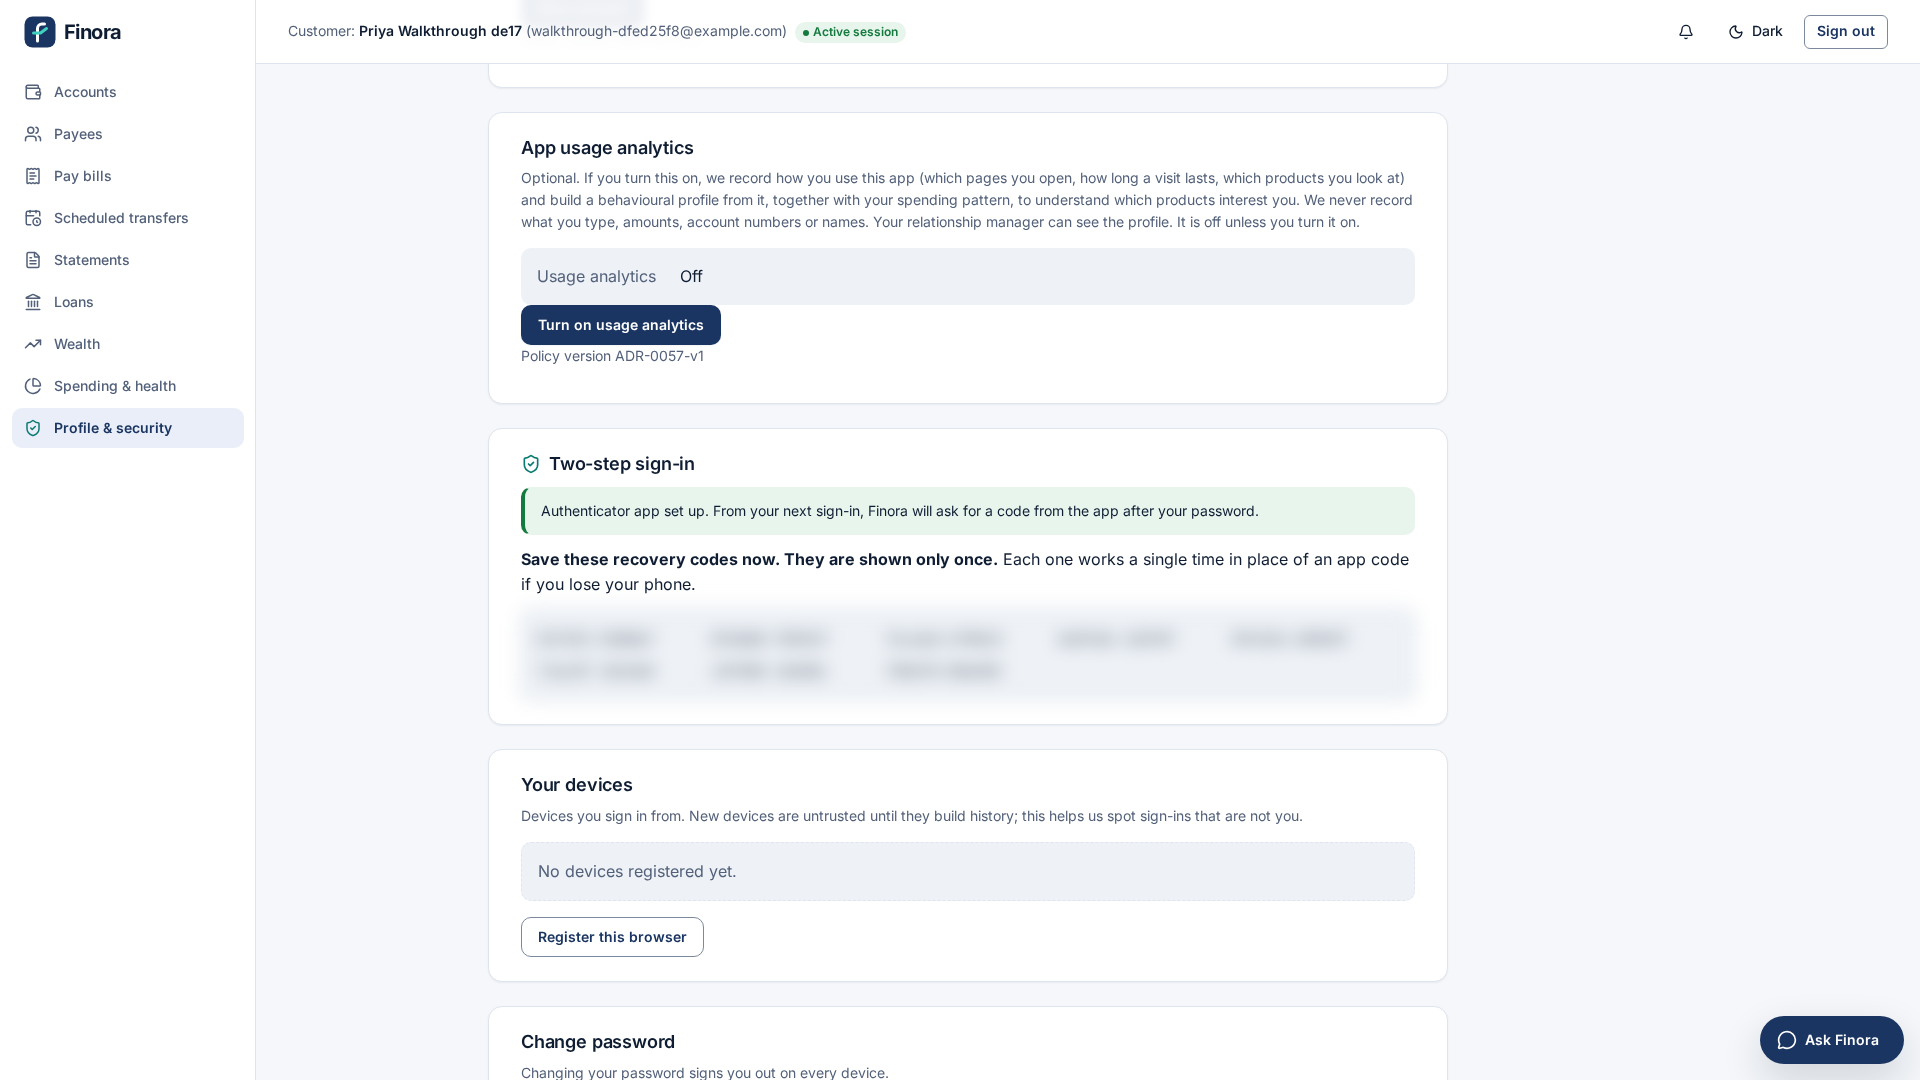 Finora
Customer: Priya Walkthrough de17 (walkthrough-dfed25f8@example.com) Active session
Dark
Sign out
Accounts
Payees
Pay bills
Scheduled transfers
Statements
Loans
Wealth
Spending & health
Profile & security
App usage analytics
Optional. If you turn this on, we record how you use this app (which pages you open, how long a visit lasts, which products you look at)
and build a behavioural profile from it, together with your spending pattern, to understand which products interest you. We never record
what you type, amounts, account numbers or names. Your relationship manager can see the profile. It is off unless you turn it on.
Usage analytics Off
Turn on usage analytics
Policy version ADR-0057-v1
Two-step sign-in
Authenticator app set up. From your next sign-in, Finora will ask for a code from the app after your password.
Save these recovery codes now. They are shown only once. Each one works a single time in place of an app code
if you lose your phone.
Your devices
Devices you sign in from. New devices are untrusted until they build history; this helps us spot sign-ins that are not you.
No devices registered yet.
Register this browser
Change password
Changing your password signs you out on every device.
Ask Finora